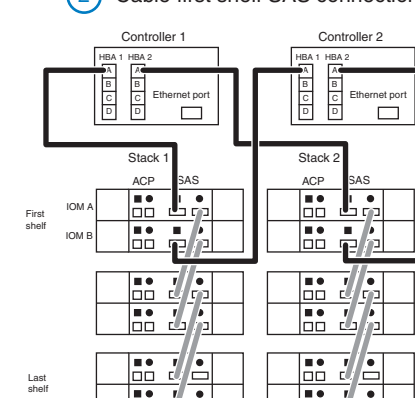 Cable first shelf SAS connection
Controller 1
Controller 2
HBA 1 HBA 2
HBA 1 HBA 2
A A
A A
B B
B B
C C
C C
D D
D D
Ethernet port
Ethernet port
Stack 1
Stack 2
ACP SAS
ACP SAS
First shelf
IOM A
IOM B
Last shelf